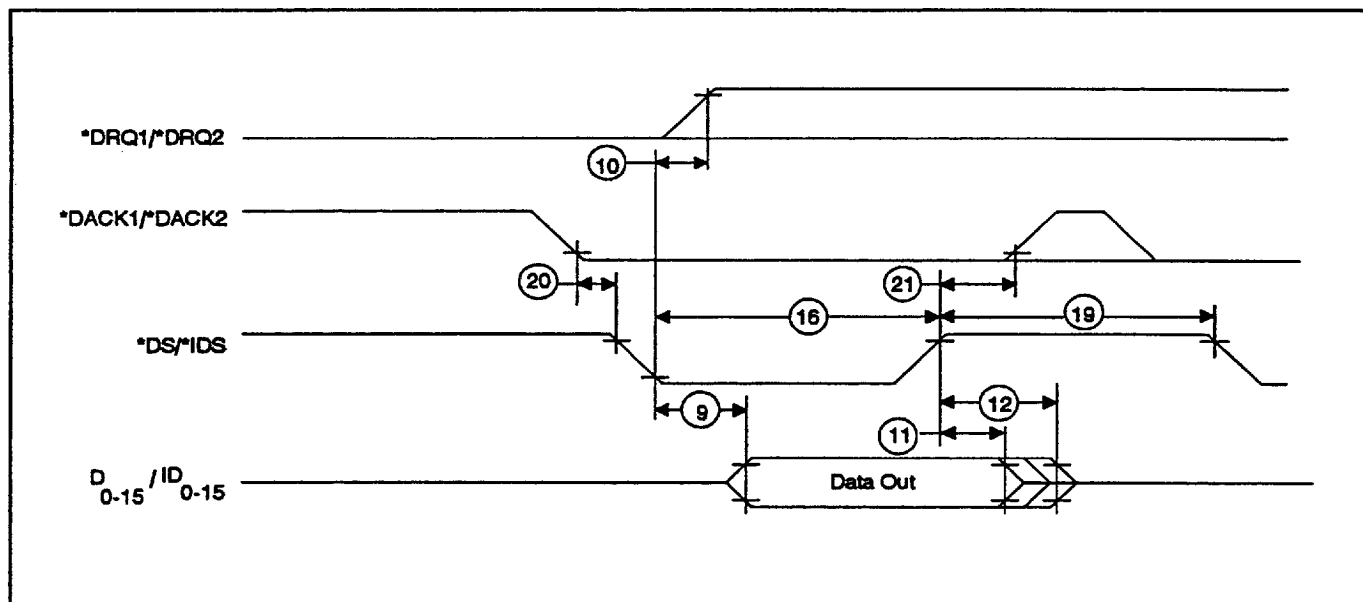 *DRQ1/*DRQ2
10
*DACK1/*DACK2
20
21
16
19
*DS/*IDS
9
12
11
D0-15 / ID0-15
Data Out